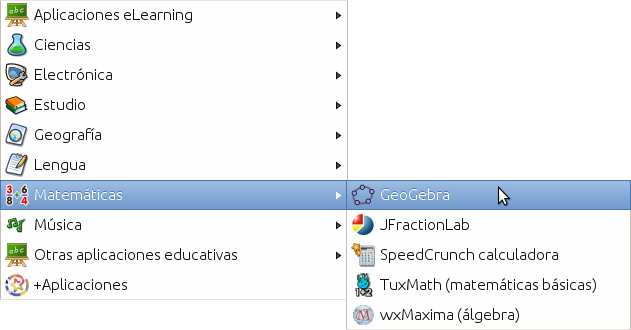 Aplicaciones eLearning
Ciencias
Electrónica
Estudio
Geografía
Lengua
Matemáticas
Música
Otras aplicaciones educativas
+Aplicaciones
GeoGebra
JFractionLab
SpeedCrunch calculadora
TuxMath (matemáticas básicas)
wxMaxima (álgebra)